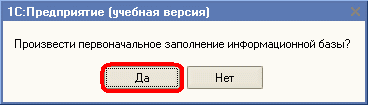 1С:Предприятие (учебная версия)
Произвести первоначальное заполнение информационной базы?
Да Нет